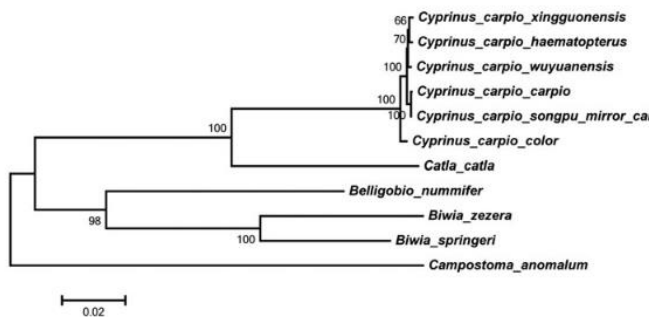 66
Cyprinus_carpio_xingguonensis
70
Cyprinus_carpio_haematopterus
100
Cyprinus_carpio_wuyuanensis
Cyprinus_carpio_carpio
100
100
Cyprinus_carpio_songpu_mirror_ca
100
Cyprinus_carpio_color
Catla_catla
Belligobio_nummifer
98
Biwia_zezera
100
Biwia_springeri
Campostoma_anomalum
0.02